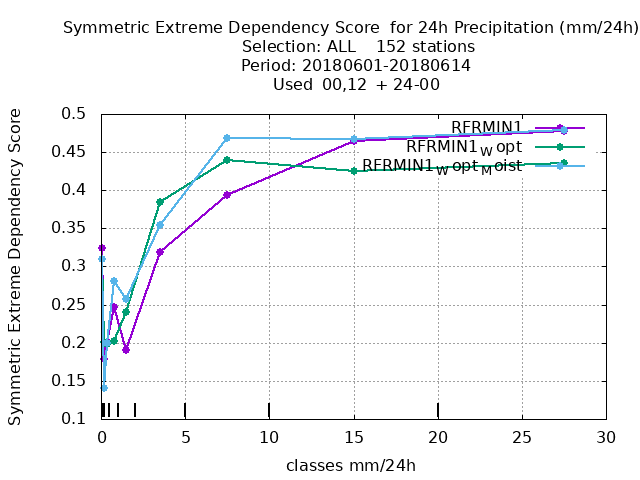 Symmetric Extreme Dependency Score  for 24h Precipitation (mm/24h)
Selection: ALL    152 stations
Period: 20180601-20180614
Used  00,12  + 24-00
Symmetric Extreme Dependency Score
0.5
0.45
0.4
0.35
0.3
0.25
0.2
0.15
0.1
RFRMIN1
RFRMIN1_W opt
RFRMIN1_W opt_M oist
0 5 10 15 20 25 30
classes mm/24h